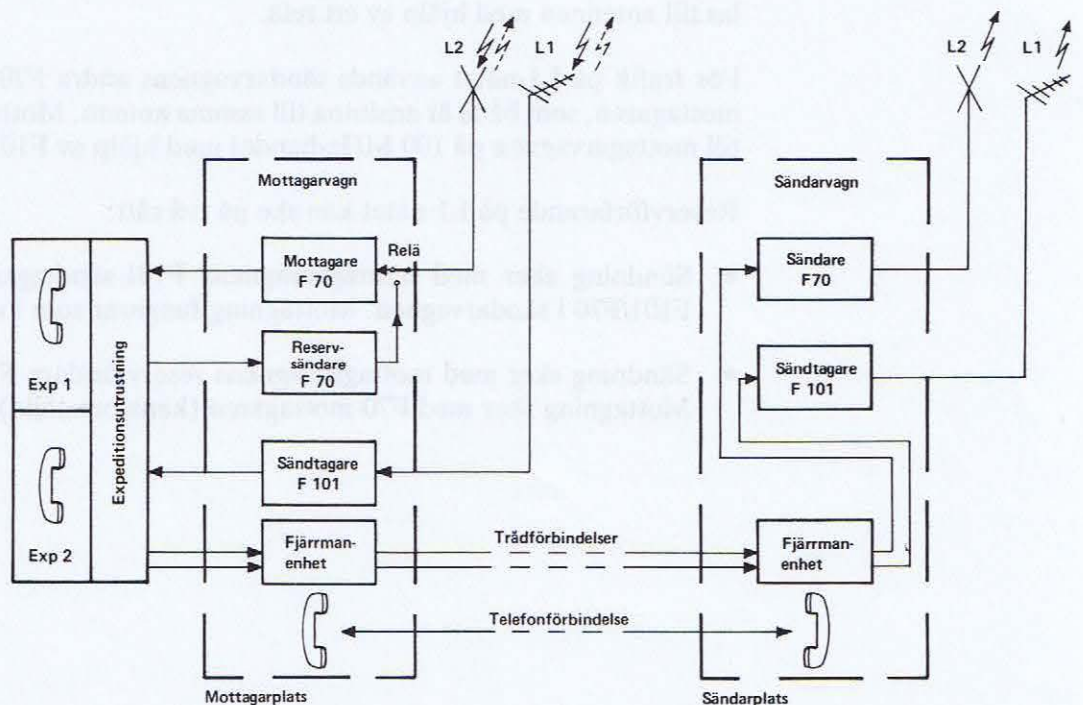 L2
L1
L2
L1
Mottagarvagn
Sändarvagn
Mottagare
F 70
Relä
Sändare
F70
Reserv-
sändare
F 70
Sändtagare
F 101
Exp 1
Expeditionsutrustning
Sändtagare
F 101
Exp 2
Fjärrman-
enhet
Trådförbindelser
Fjärrman-
enhet
Telefonförbindelse
Mottagarplats
Sändarplats